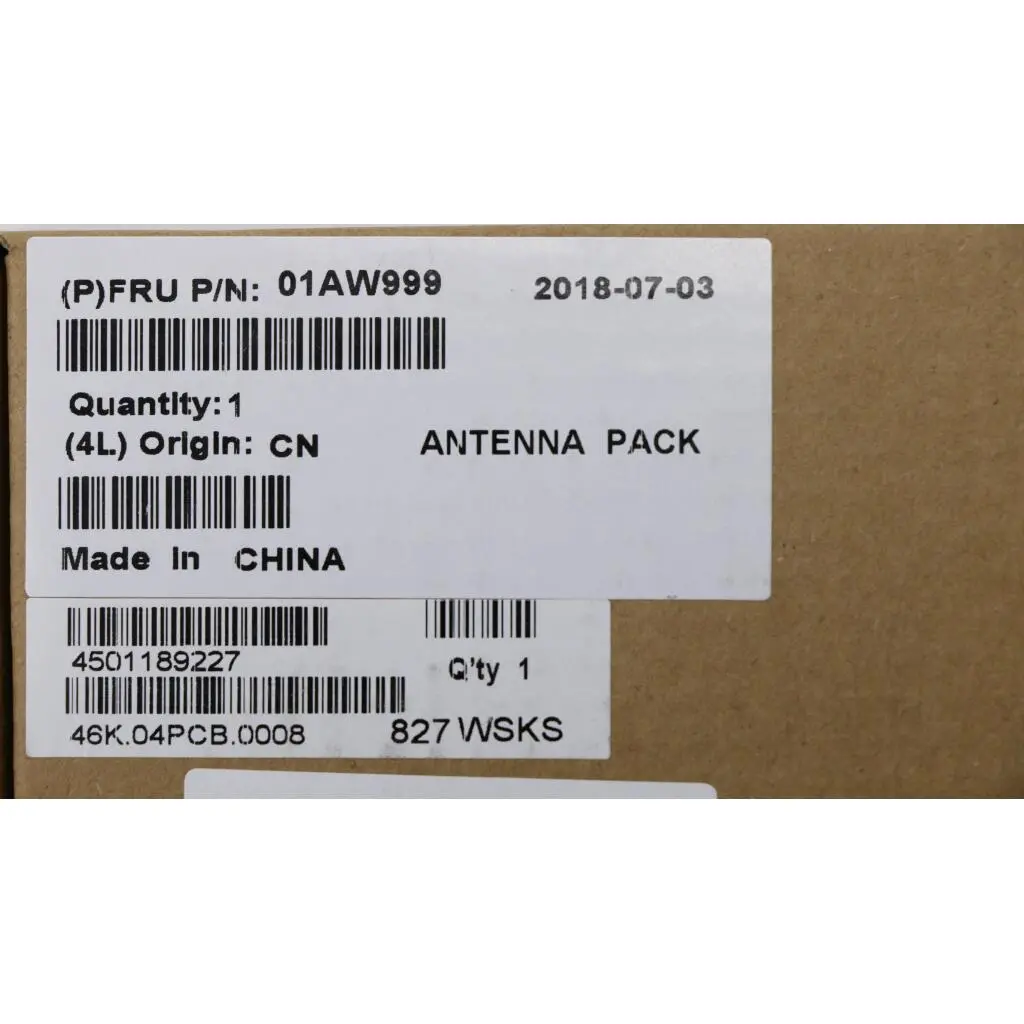 (P)FRU P/N: 01AW999 2018-07-03
Quantity: 1
(4L) Origin: CN ANTENNA PACK
Made In CHINA
4501189227
Q'ty 1
46K.04PCB.0008 827 WSKS